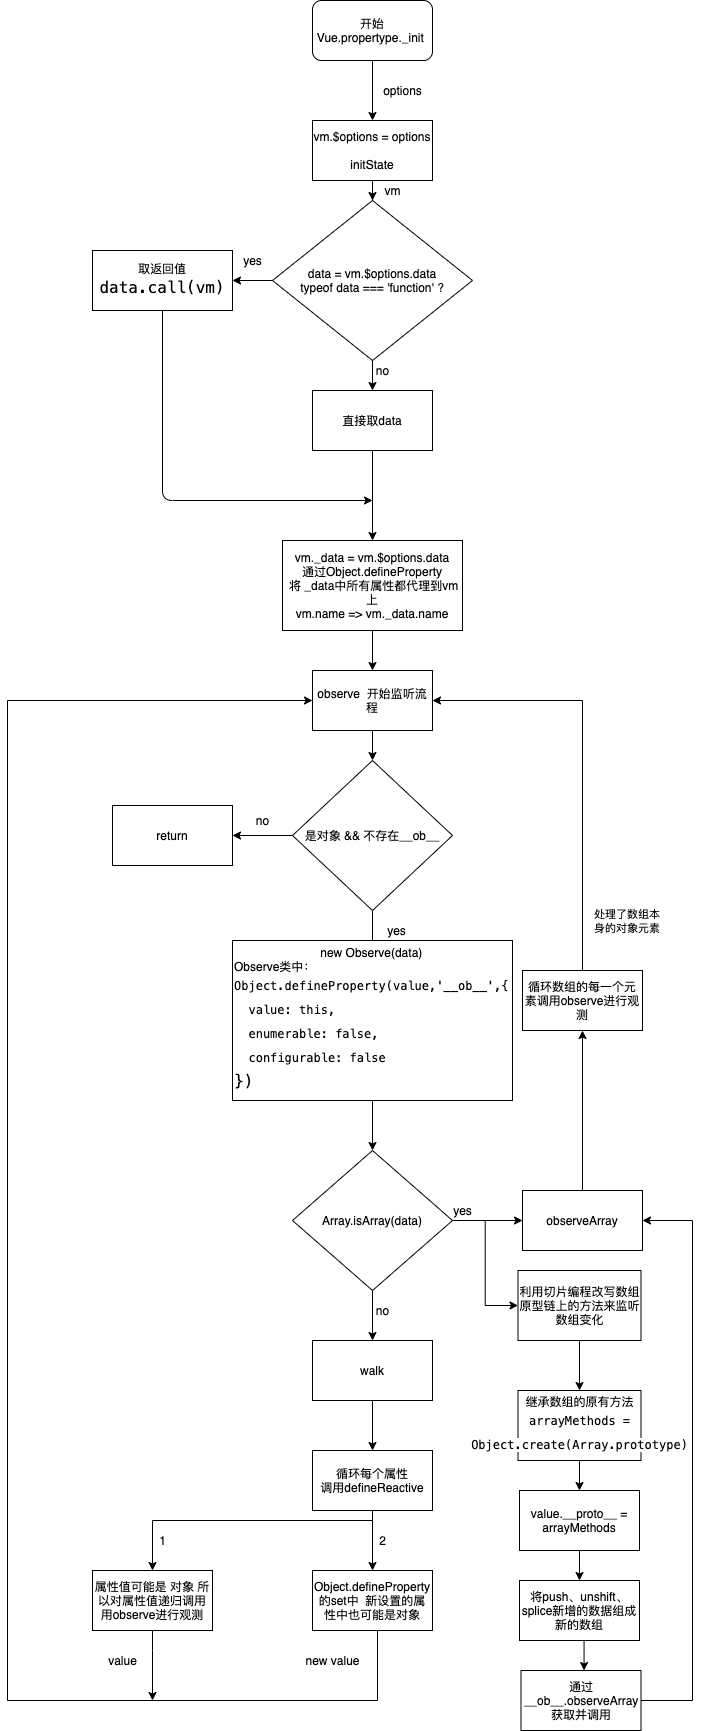 开始
Vue.propertype._init
options
vm.$options = options
initState
vm
data = vm.$options.data
typeof data === 'function' ?
yes
取返回值
data.call(vm)
no
直接取data
vm._data = vm.$options.data
通过Object.defineProperty
将 _data中所有属性都代理到vm
上
vm.name => vm._data.name
observe 开始监听流
程
是对象 && 不存在__ob__
no
return
yes
new Observe(data)
Observe类中：
Object.defineProperty(value,'__ob__',{
value: this,
enumerable: false,
configurable: false
})
处理了数组本
身的对象元素
循环数组的每一个元
素调用observe进行观
测
Array.isArray(data)
yes
observeArray
利用切片编程改写数组
原型链上的方法来监听
数组变化
no
walk
继承数组的原有方法
arrayMethods =
Object.create(Array.prototype)
循环每个属性
调用defineReactive
value.__proto__ =
arrayMethods
1
2
属性值可能是 对象 所
以对属性值递归调用
用observe进行观测
Object.defineProperty
的set中 新设置的属
性中也可能是对象
将push、unshift、
splice新增的数据组成
新的数组
value
new value
通过
__ob__.observeArray
获取并调用